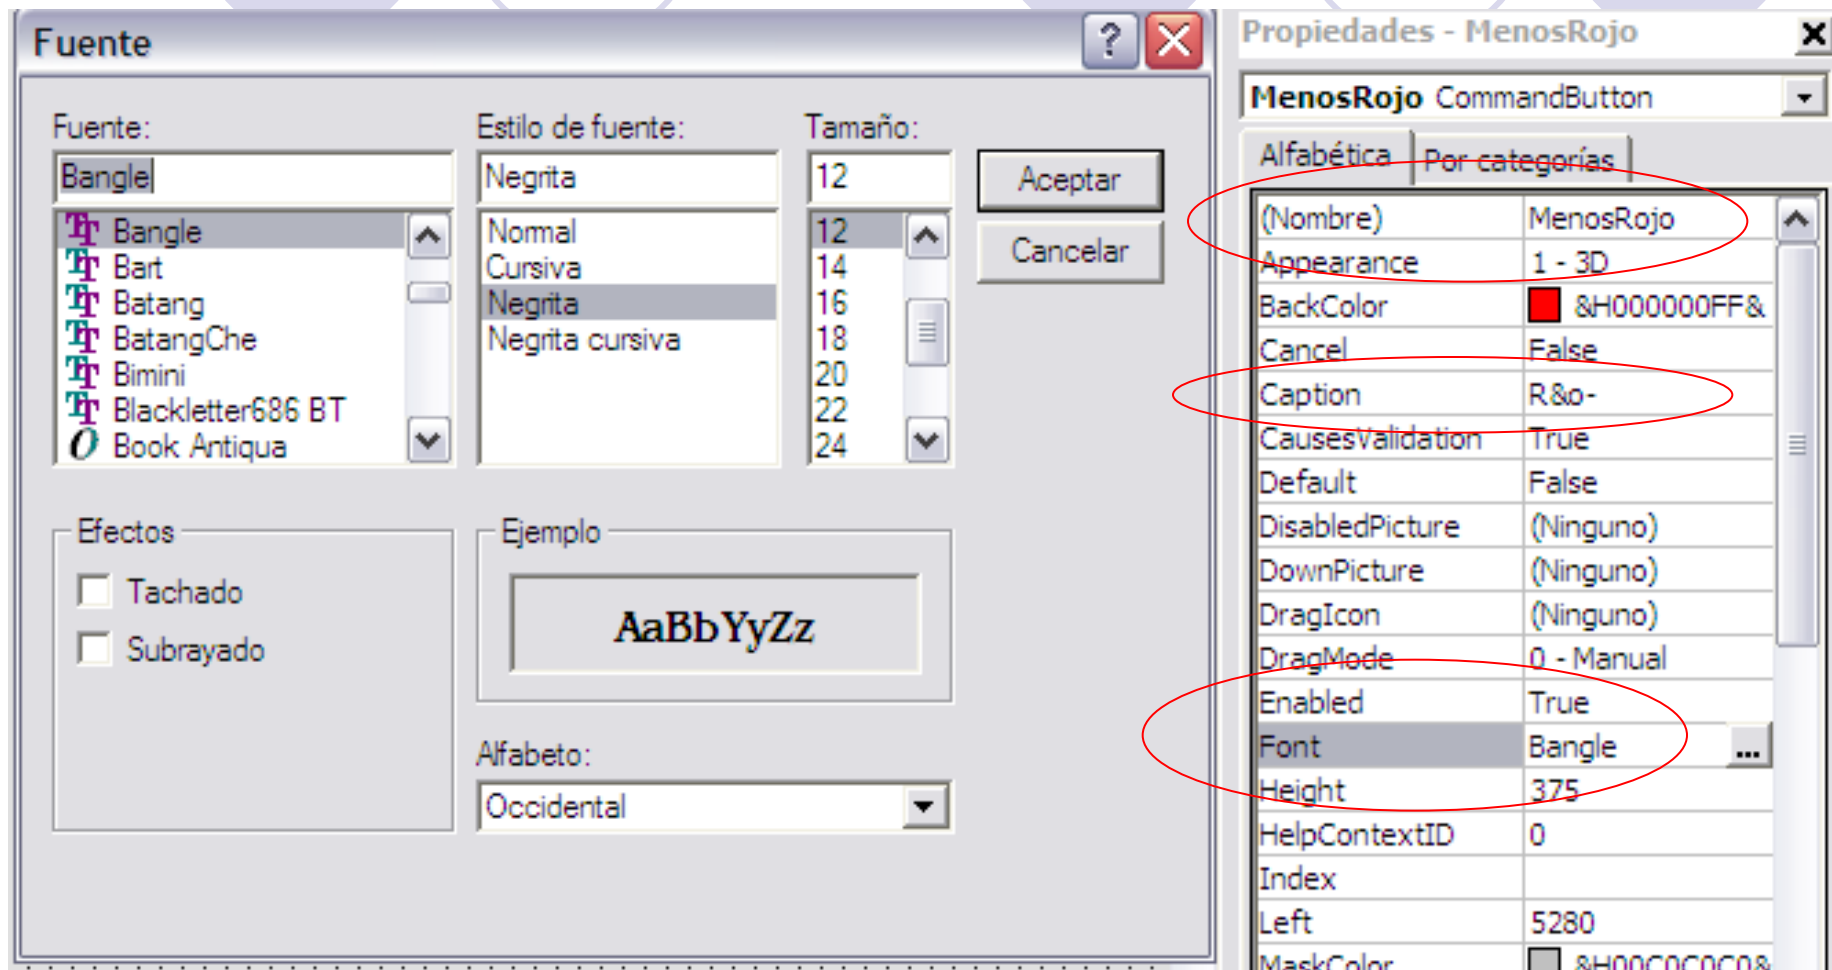 Fuente
?
Fuente:
Bangle
Bangle
Bart
Batang
BatangChe
Bimini
Blackletter686 BT
Book Antiqua
Estilo de fuente:
Negrita
Normal
Cursiva
Negrita
Negrita cursiva
Tamaño:
12
12
14
16
18
20
22
24
Aceptar
Cancelar
Efectos
Tachado
Subrayado
Ejemplo
AaBbYyZz
Alfabeto:
Occidental
Propiedades - MenosRojo
MenosRojo CommandButton
Alfabética Por categorías
(Nombre) MenosRojo
Appearance 1 - 3D
BackColor &H000000FF&
Cancel False
Caption R&o-
CausesValidation True
Default False
DisabledPicture (Ninguno)
DownPicture (Ninguno)
DragIcon (Ninguno)
DragMode 0 - Manual
Enabled True
Font Bangle ...
Height 375
HelpContextID 0
Index
Left 5280
MaskColor &H00C0C0C0&